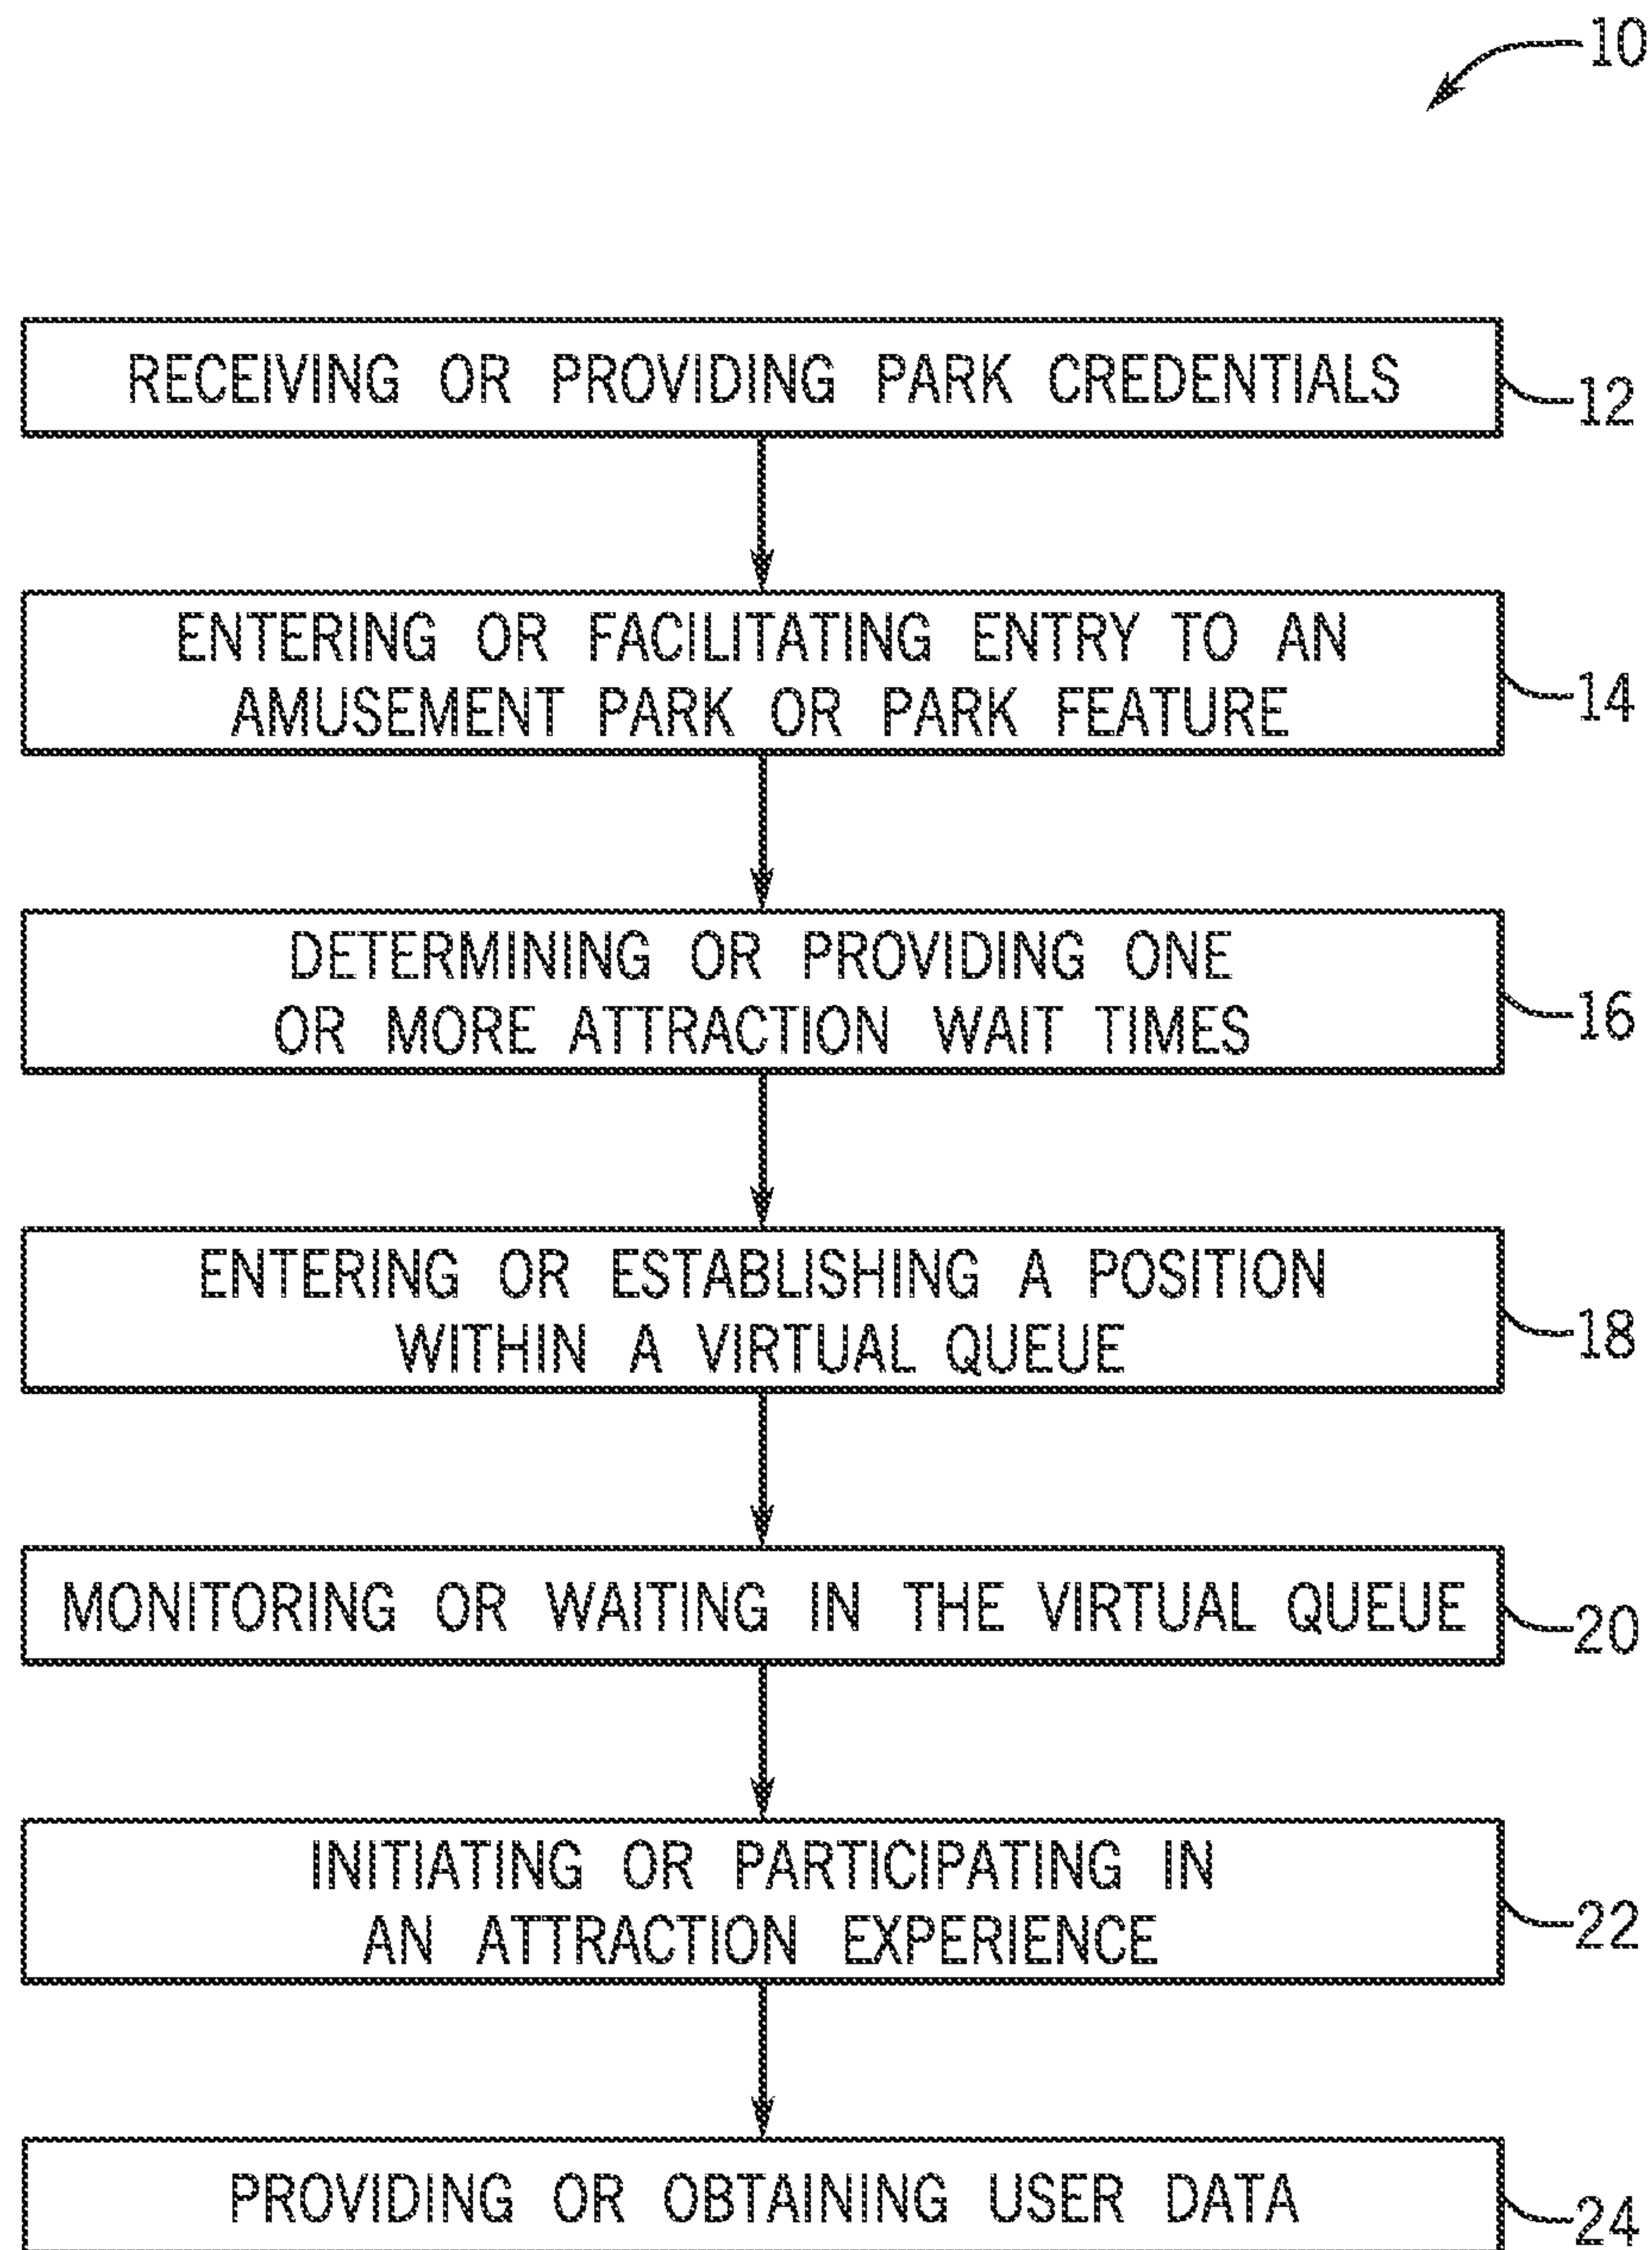 10
RECEIVING OR PROVIDING PARK CREDENTIALS
12
ENTERING OR FACILITATING ENTRY TO AN
AMUSEMENT PARK OR PARK FEATURE
14
DETERMINING OR PROVIDING ONE
OR MORE ATTRACTION WAIT TIMES
16
ENTERING OR ESTABLISHING A POSITION
WITHIN A VIRTUAL QUEUE
18
MONITORING OR WAITING IN THE VIRTUAL QUEUE
20
INITIATING OR PARTICIPATING IN
AN ATTRACTION EXPERIENCE
22
PROVIDING OR OBTAINING USER DATA
24